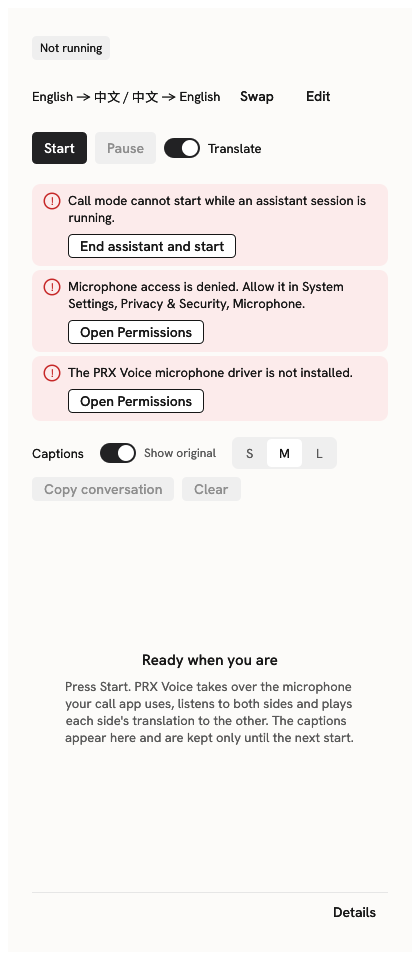 Not running
English → 中文 / 中文 → English Swap Edit
Start Pause Translate
Call mode cannot start while an assistant session is
running.
End assistant and start
Microphone access is denied. Allow it in System
Settings, Privacy & Security, Microphone.
Open Permissions
The PRX Voice microphone driver is not installed.
Open Permissions
Captions Show original S M L
Copy conversation Clear
Ready when you are
Press Start. PRX Voice takes over the microphone
your call app uses, listens to both sides and plays
each side's translation to the other. The captions
appear here and are kept only until the next start.
Details